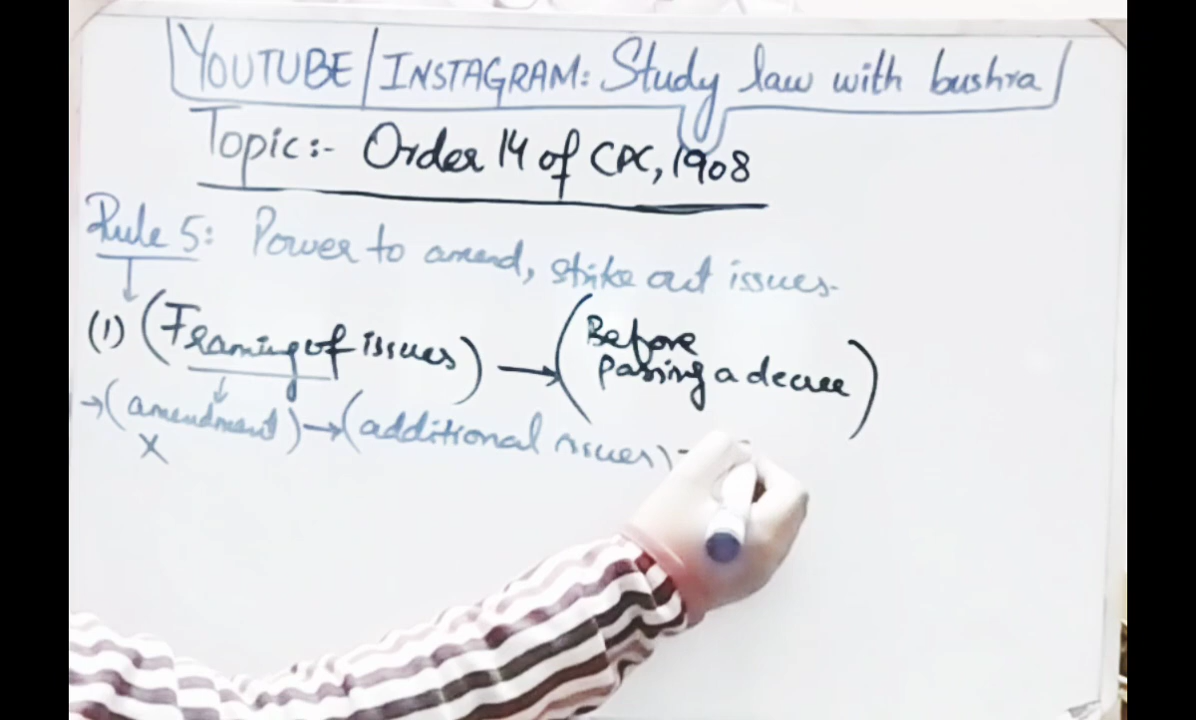 YOUTUBE/INSTAGRAM: Study law with bushra
Topic:- Order 14 of CPC, 1908
Rule 5: Power to amend, strike out issues.
(1) (Framing of issues) → (Before passing a decree)
→ (amendment) → (additional issues) -
X